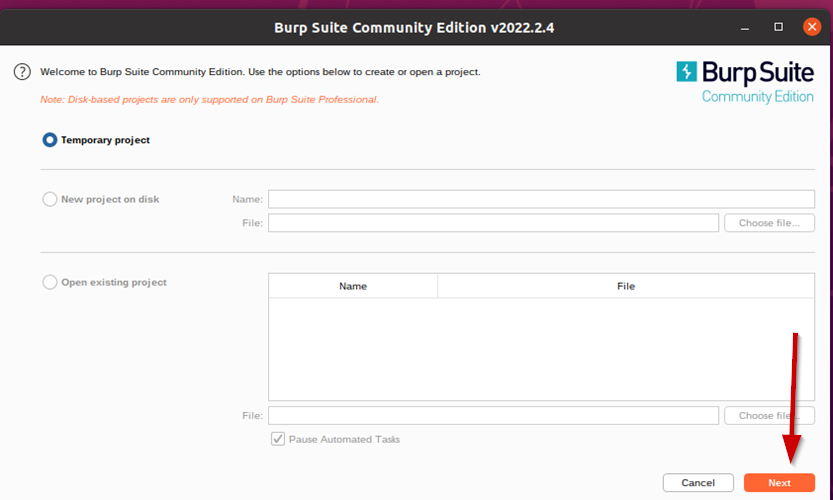 Burp Suite Community Edition v2022.2.4
? Welcome to Burp Suite Community Edition. Use the options below to create or open a project.
Burp Suite
Community Edition
Note: Disk-based projects are only supported on Burp Suite Professional.
Temporary project
New project on disk Name:
File: Choose file...
Open existing project Name File
File: Choose file...
Pause Automated Tasks
Cancel Next